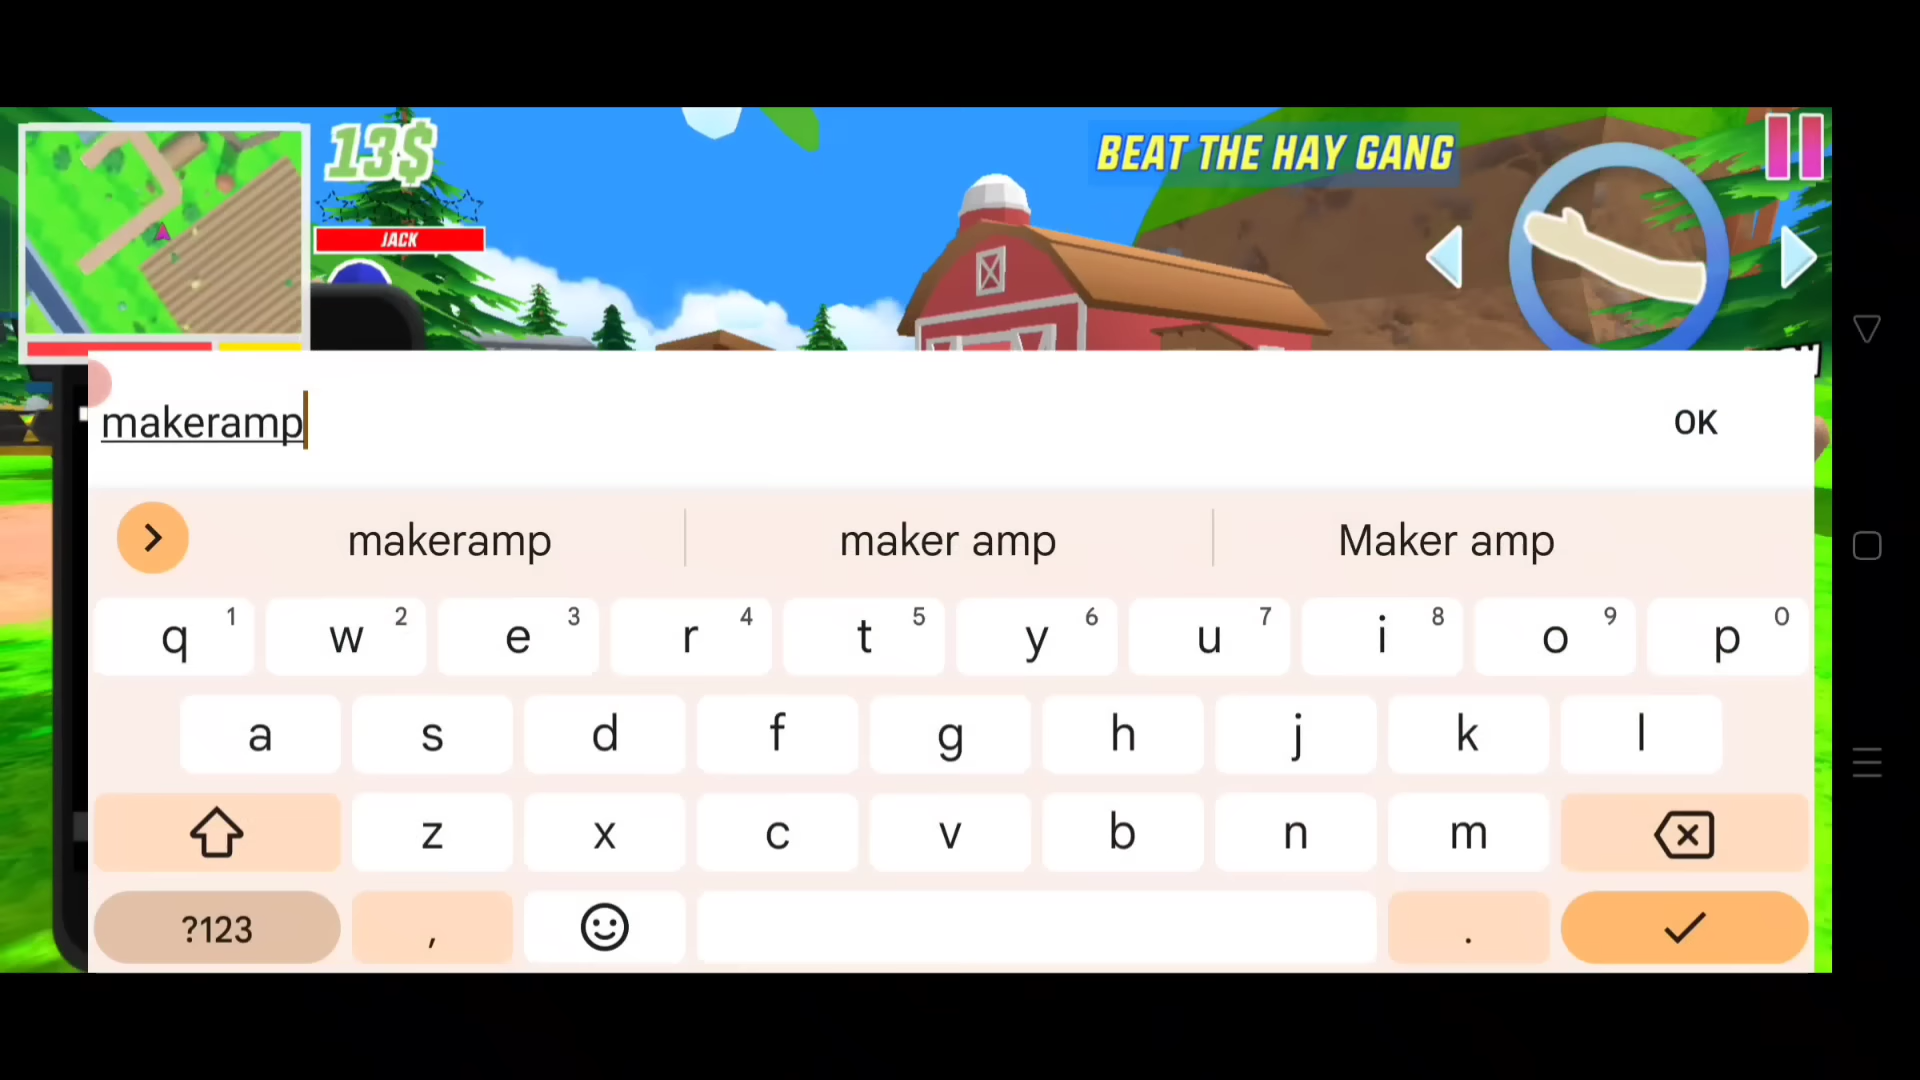 13$
BEAT THE HAY GANG
JACK
makeramp
OK
makeramp
maker amp
Maker amp
q 1 w 2 e 3 r 4 t 5 y 6 u 7 i 8 o 9 p 0
a s d f g h j k l
z x c v b n m
?123 , .